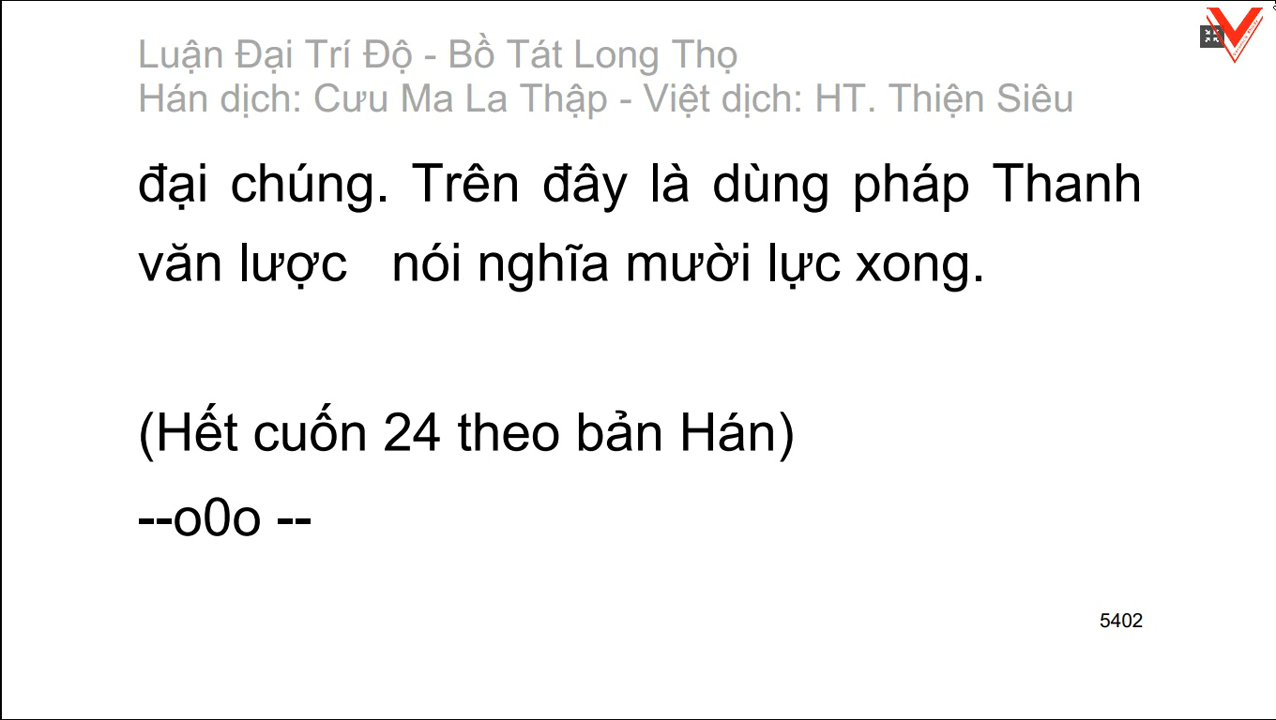 Luận Đại Trí Độ - Bồ Tát Long Thọ
Hán dịch: Cưu Ma La Thập - Việt dịch: HT. Thiện Siêu
đại chúng. Trên đây là dùng pháp Thanh
văn lược nói nghĩa mười lực xong.
(Hết cuốn 24 theo bản Hán)
--o0o --
5402